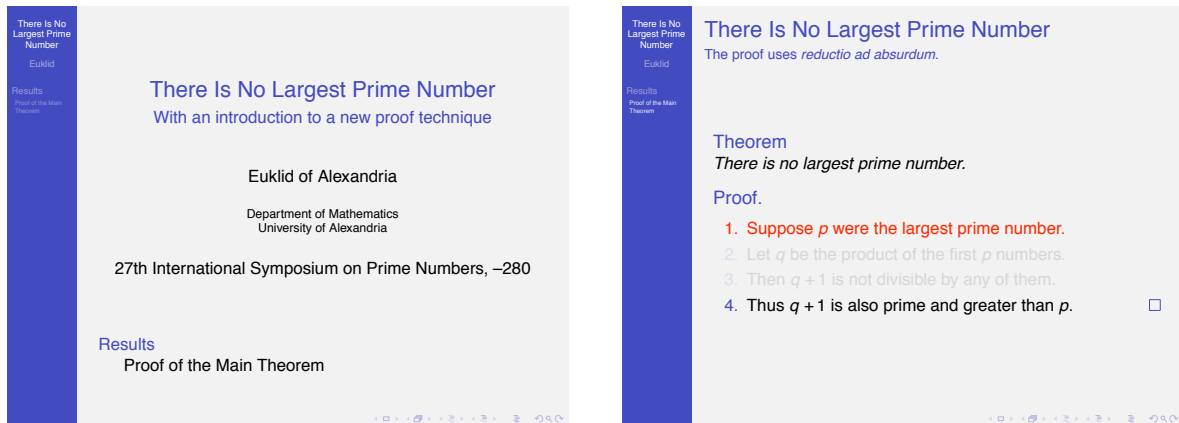 There Is No
Largest Prime
Number
Euklid
Results
Proof of the Main
Theorem
There Is No Largest Prime Number
With an introduction to a new proof technique
Euklid of Alexandria
Department of Mathematics
University of Alexandria
27th International Symposium on Prime Numbers, –280
Results
Proof of the Main Theorem
There Is No
Largest Prime
Number
Euklid
Results
Proof of the Main
Theorem
There Is No Largest Prime Number
The proof uses reductio ad absurdum.
Theorem
There is no largest prime number.
Proof.
1. Suppose p were the largest prime number.
2. Let q be the product of the first p numbers.
3. Then q + 1 is not divisible by any of them.
4. Thus q + 1 is also prime and greater than p.